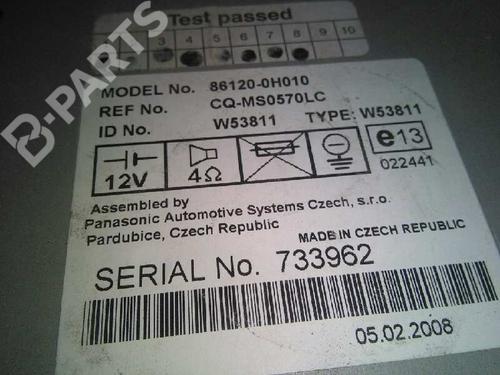 Test passed
3 4 5 6 7 8 9 10
B-PARTS
MODEL No. 86120-0H010
REF No. CQ-MS0570LC
ID No. W53811 TYPE: W53811
12V
4Ω
e13
022441
Assembled by
Panasonic Automotive Systems Czech, s.r.o.
Pardubice, Czech Republic
MADE IN CZECH REPUBLIC
SERIAL No. 733962
05.02.2008